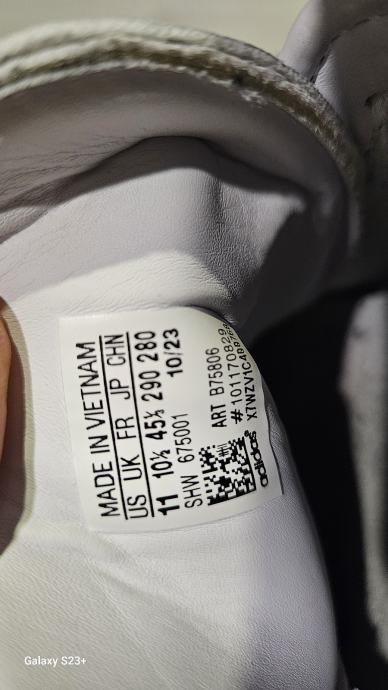 MADE IN VIETNAM
US UK FR JP CHN
11 10½ 45⅓ 290 280
10/23
SHW 675001
ART B75806
adidas
Galaxy S23+